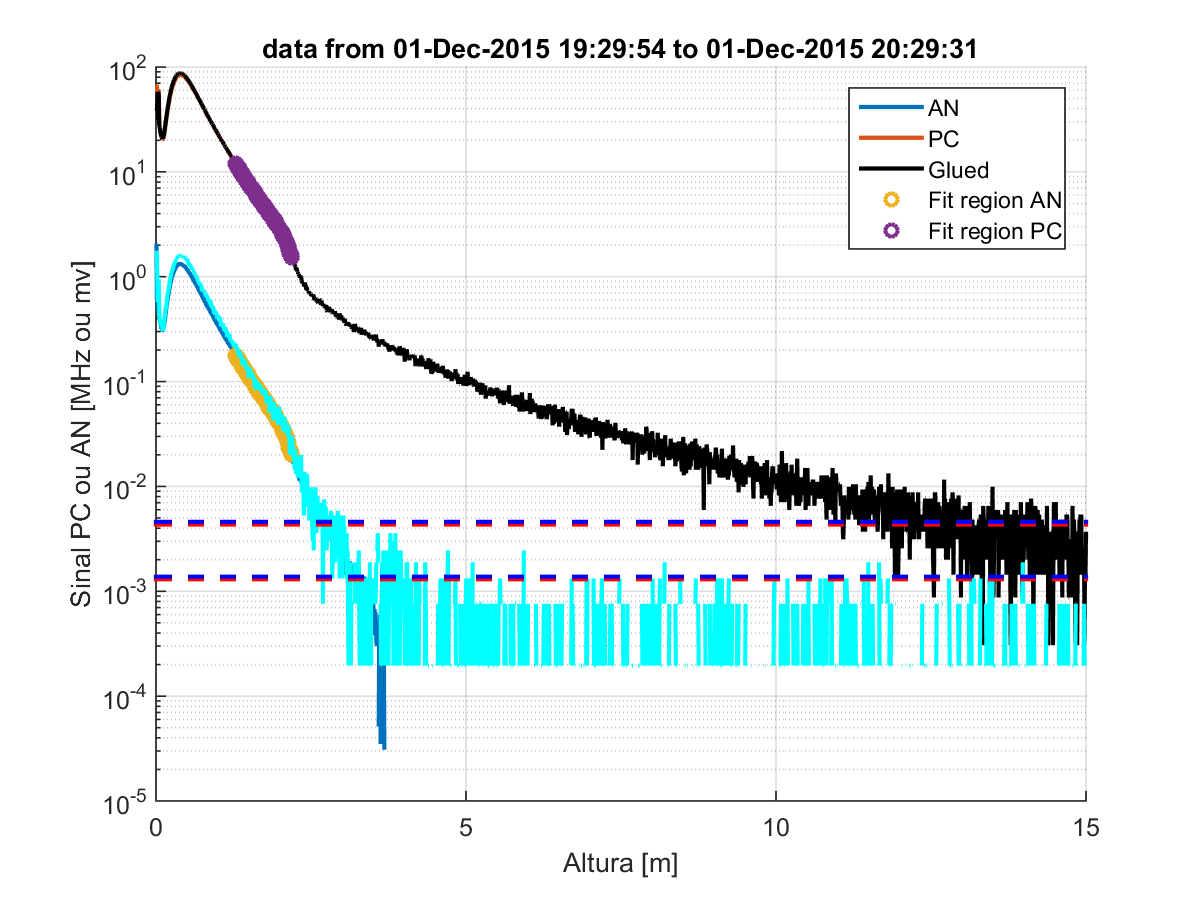 data from 01-Dec-2015 19:29:54 to 01-Dec-2015 20:29:31
AN
PC
Glued
Fit region AN
Fit region PC
Sinal PC ou AN [MHz ou mv]
10^2
10^1
10^0
10^-1
10^-2
10^-3
10^-4
10^-5
0 5 10 15
Altura [m]